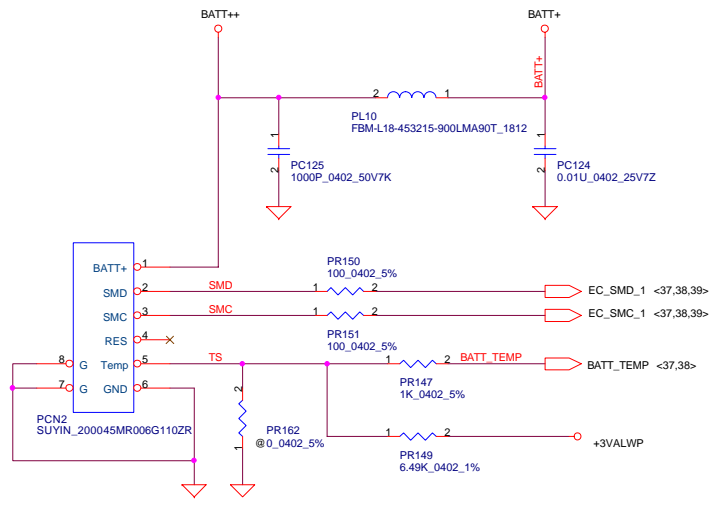 BATT++
BATT+
BATT+
2
1
PL10
FBM-L18-453215-900LMA90T_1812
1
2
PC125
1000P_0402_50V7K
1
2
PC124
0.01U_0402_25V7Z
BATT+
1
PR150
100_0402_5%
SMD
2
SMD
1
2
EC_SMD_1 <37,38,39>
SMC
3
SMC
1
2
EC_SMC_1 <37,38,39>
RES
4
PR151
100_0402_5%
8
G
Temp
5
TS
1
2
BATT_TEMP
BATT_TEMP <37,38>
7
G
GND
6
PR147
1K_0402_5%
2
1
PR162
@0_0402_5%
PCN2
SUYIN_200045MR006G110ZR
1
2
+3VALWP
PR149
6.49K_0402_1%